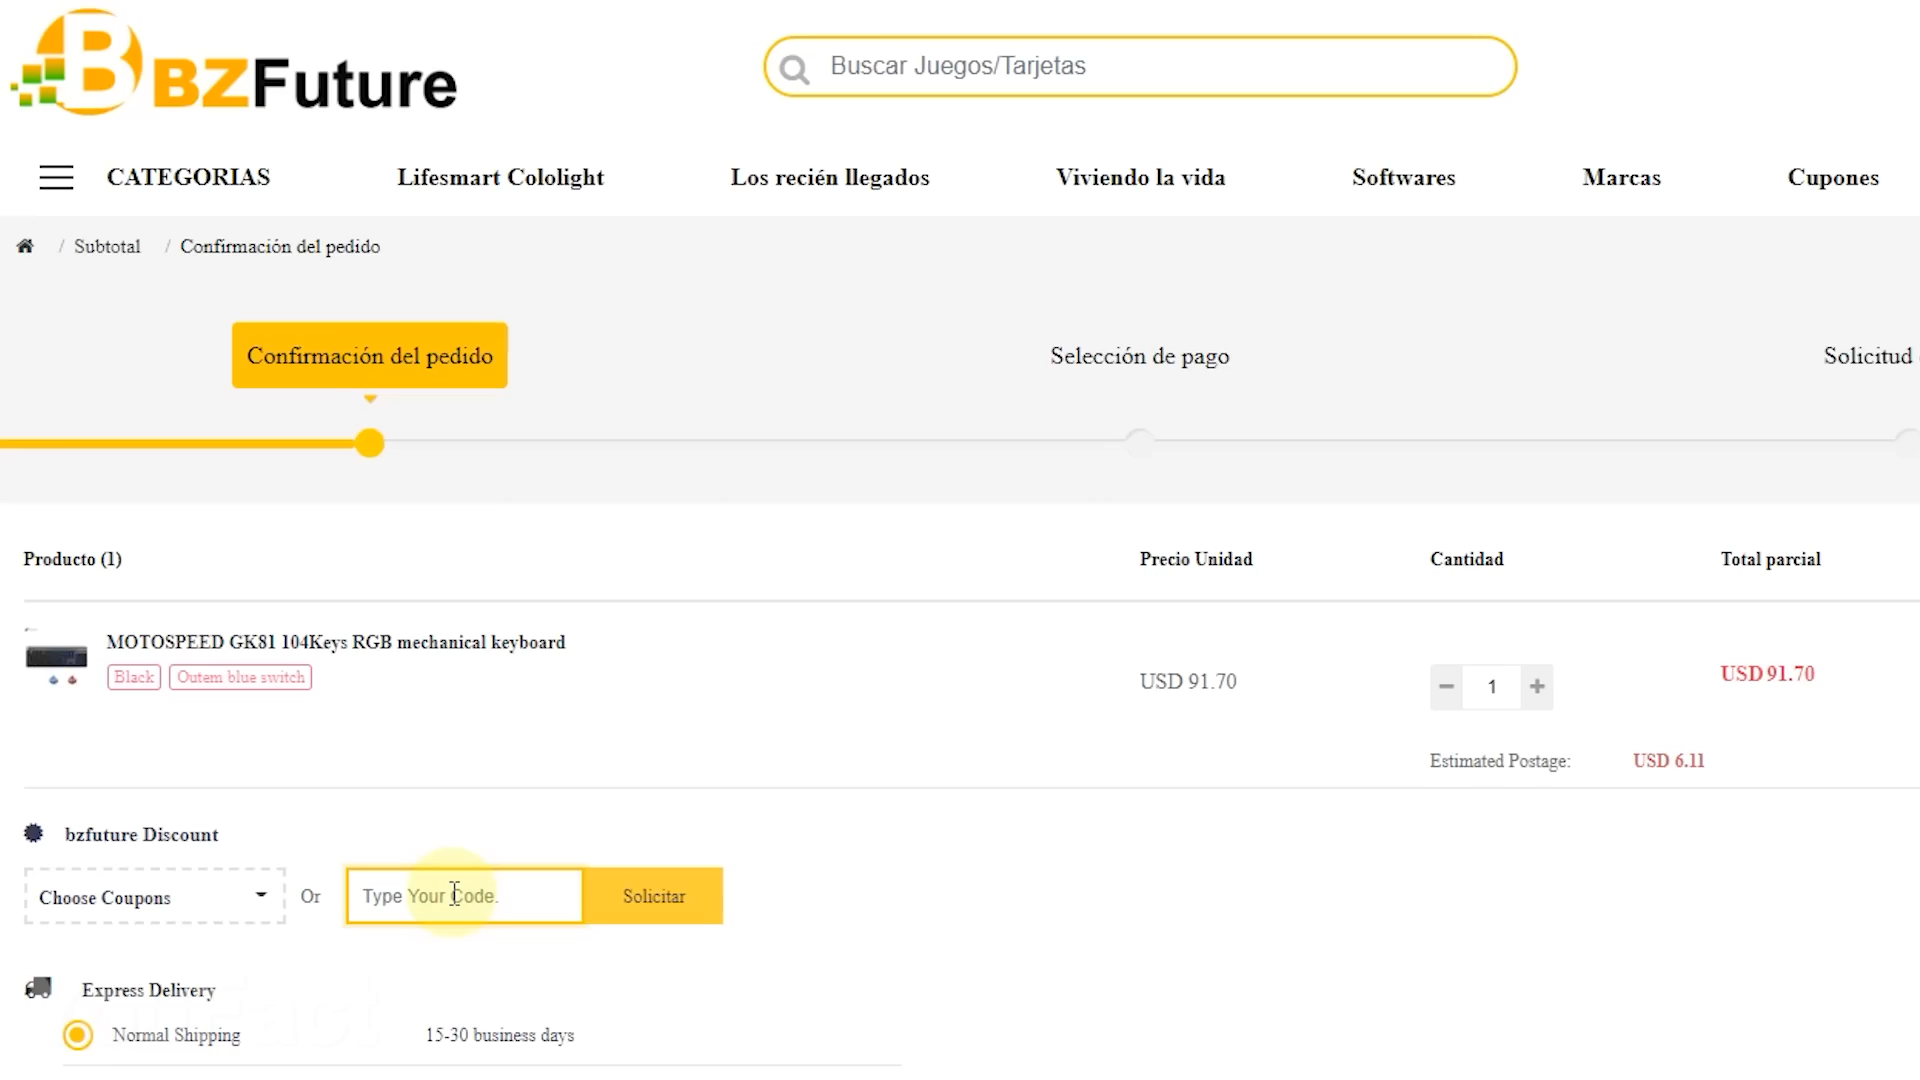 BZFuture
Buscar Juegos/Tarjetas
CATEGORIAS Lifesmart Cololight Los recién llegados Viviendo la vida Softwares Marcas Cupones
/ Subtotal / Confirmación del pedido
Confirmación del pedido Selección de pago Solicitud
Producto (1) Precio Unidad Cantidad Total parcial
MOTOSPEED GK81 104Keys RGB mechanical keyboard
Black Outem blue switch
USD 91.70 − 1 + USD 91.70
Estimated Postage: USD 6.11
bzfuture Discount
Choose Coupons Or Type Your Code. Solicitar
Express Delivery
Normal Shipping 15-30 business days